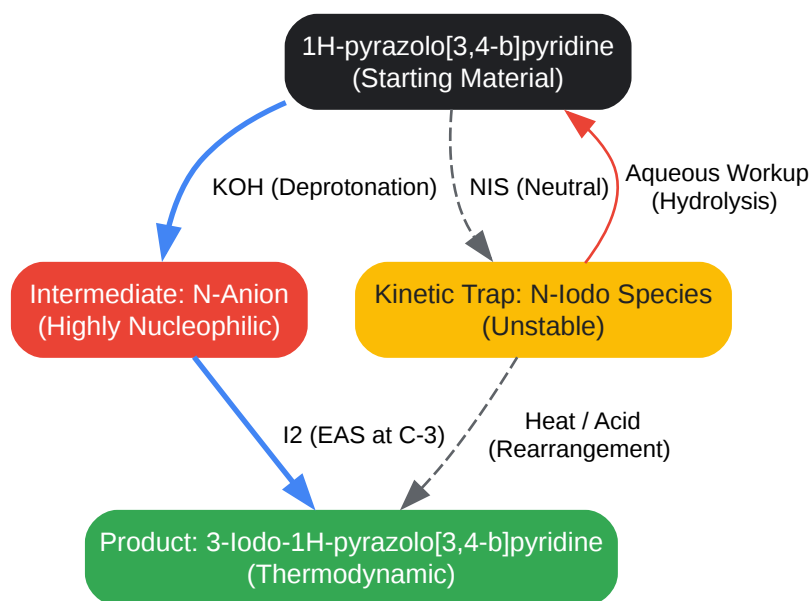 1H-pyrazolo[3,4-b]pyridine
(Starting Material)
KOH (Deprotonation)
NIS (Neutral)
Aqueous Workup
(Hydrolysis)
Intermediate: N-Anion
(Highly Nucleophilic)
Kinetic Trap: N-Iodo Species
(Unstable)
I2 (EAS at C-3)
Heat / Acid
(Rearrangement)
Product: 3-Iodo-1H-pyrazolo[3,4-b]pyridine
(Thermodynamic)